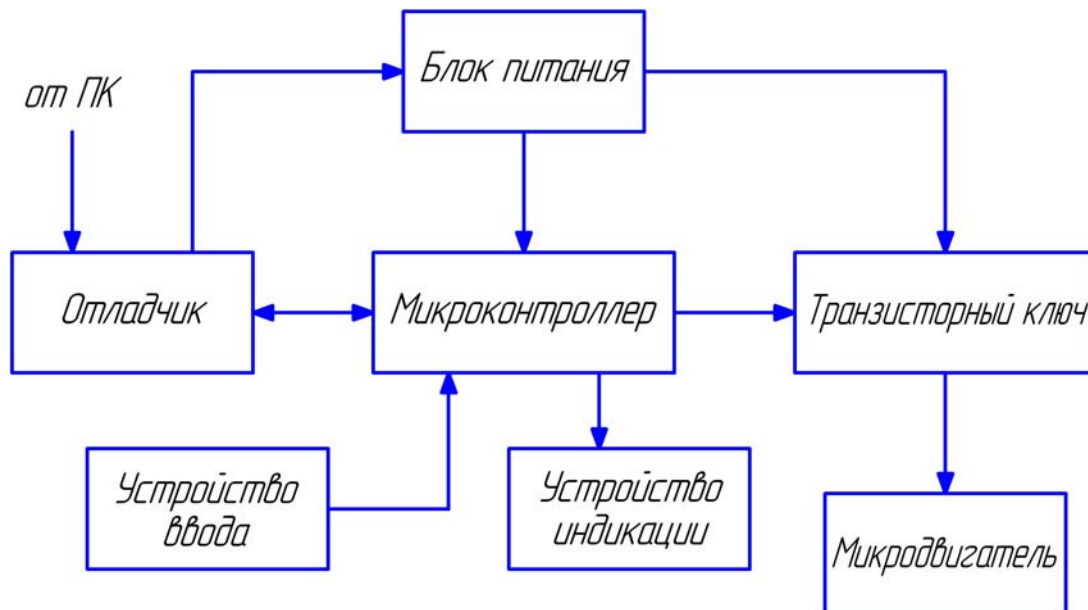 Блок питания
от ПК
Отладчик
Микроконтроллер
Транзисторный ключ
Устройство
ввода
Устройство
индикации
Микродвигатель